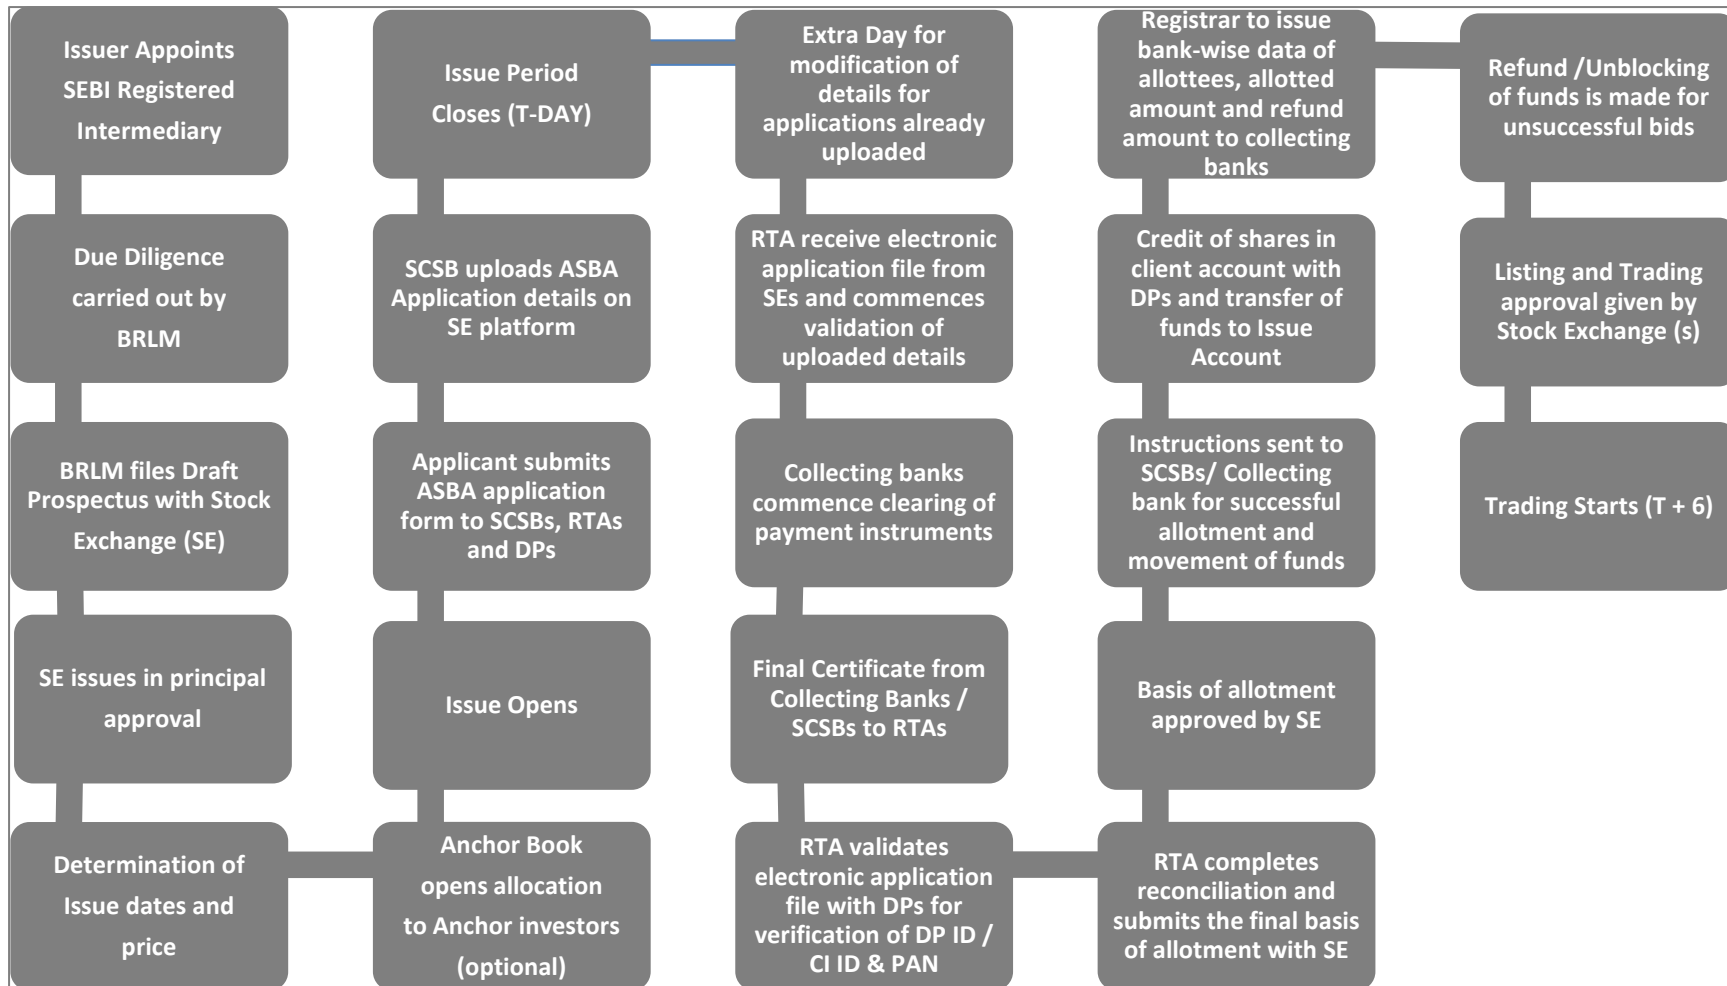 Issuer Appoints
SEBI Registered
Intermediary
Due Diligence
carried out by
BRLM
BRLM files Draft
Prospectus with Stock
Exchange (SE)
SE issues in principal
approval
Determination of
Issue dates and
price
Anchor Book
opens allocation
to Anchor investors
(optional)
Issue Opens
Applicant submits
ASBA application
form to SCSBs, RTAs
and DPs
SCSB uploads ASBA
Application details on
SE platform
Issue Period
Closes (T-DAY)
Extra Day for
modification of
details for
applications already
uploaded
RTA receive electronic
application file from
SEs and commences
validation of
uploaded details
Collecting banks
commence clearing of
payment instruments
Final Certificate from
Collecting Banks /
SCSBs to RTAs
RTA validates
electronic application
file with DPs for
verification of DP ID /
CI ID & PAN
RTA completes
reconciliation and
submits the final basis
of allotment with SE
Basis of allotment
approved by SE
Instructions sent to
SCSBs/ Collecting
bank for successful
allotment and
movement of funds
Credit of shares in
client account with
DPs and transfer of
funds to Issue
Account
Registrar to issue
bank-wise data of
allottees, allotted
amount and refund
amount to collecting
banks
Refund /Unblocking
of funds is made for
unsuccessful bids
Listing and Trading
approval given by
Stock Exchange (s)
Trading Starts (T + 6)